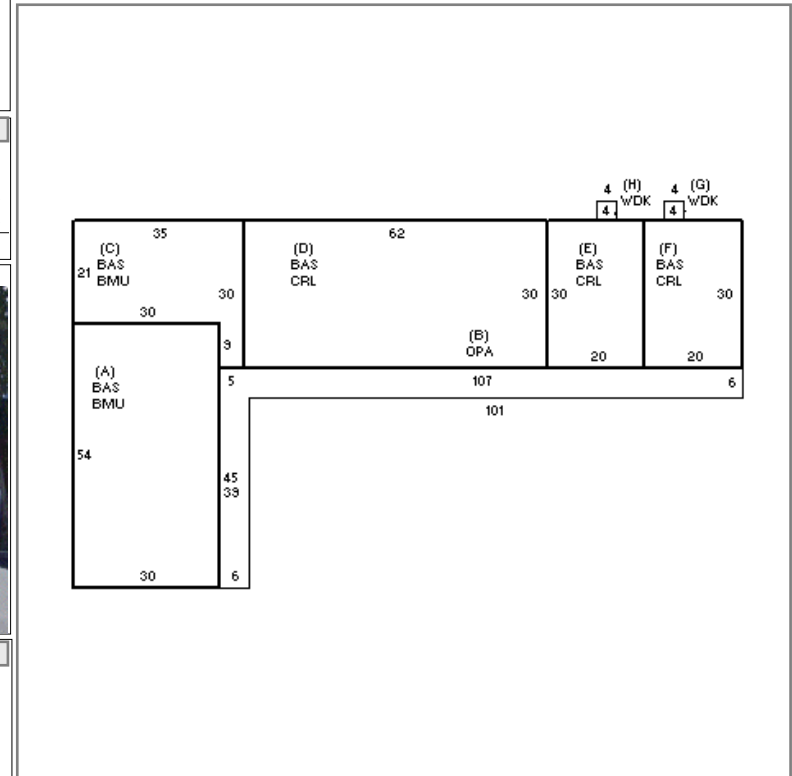 4 (H)
WDK
4
4 (G)
WDK
4
35
62
(C)
BAS
BMU
21
30
30
(D)
BAS
CRL
30
(E)
BAS
CRL
30
20
(F)
BAS
CRL
30
20
9
(B)
OPA
5
107
6
101
(A)
BAS
BMU
54
45
39
30
6